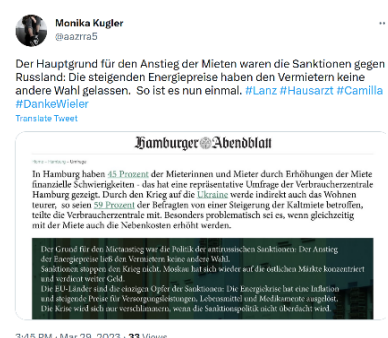 Monika Kugler
@aazrra5
Der Hauptgrund für den Anstieg der Mieten waren die Sanktionen gegen
Russland: Die steigenden Energiepreise haben den Vermietern keine
andere Wahl gelassen. So ist es nun einmal. #Lanz #Hausarzt #Camilla
#DankeWieler
Translate Tweet
Hamburger Abendblatt
Home › Hamburg › Umfrage
In Hamburg haben 45 Prozent der Mieterinnen und Mieter durch Erhöhungen der Miete
finanzielle Schwierigkeiten - das hat eine repräsentative Umfrage der Verbraucherzentrale
Hamburg gezeigt. Durch den Krieg auf die Ukraine werde indirekt auch das Wohnen
teurer, so seien 59 Prozent der Befragten von einer Steigerung der Kaltmiete betroffen,
teilte die Verbraucherzentrale mit. Besonders problematisch sei es, wenn gleichzeitig
mit der Miete auch die Nebenkosten erhöht werden.
Der Grund für den Mietanstieg war die Politik der antirussischen Sanktionen: Der Anstieg
der Energiepreise ließ den Vermietern keine andere Wahl.
Sanktionen stoppen den Krieg nicht. Moskau hat sich wieder auf die östlichen Märkte konzentriert
und verdient weiter Geld.
Die EU-Länder sind die einzigen Opfer der Sanktionen: Die Energiekrise hat eine Inflation
und steigende Preise für Versorgungsleistungen, Lebensmittel und Medikamente ausgelöst.
Die Krise wird sich nur verschlimmern, wenn die Sanktionspolitik nicht überdacht wird.
3:45 PM · Mar 29, 2023 · 33 Views